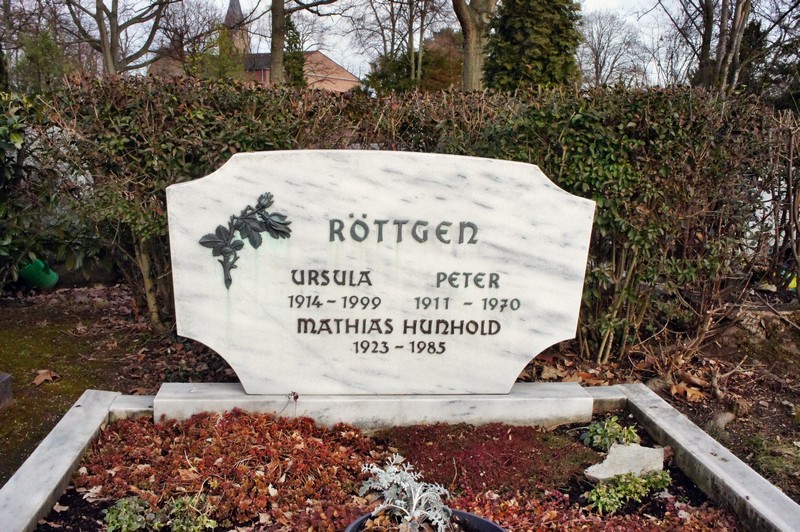 RÖTTGEN
URSULA PETER
1914 - 1999 1911 - 1970
MATHIAS HUNHOLD
1923 - 1985